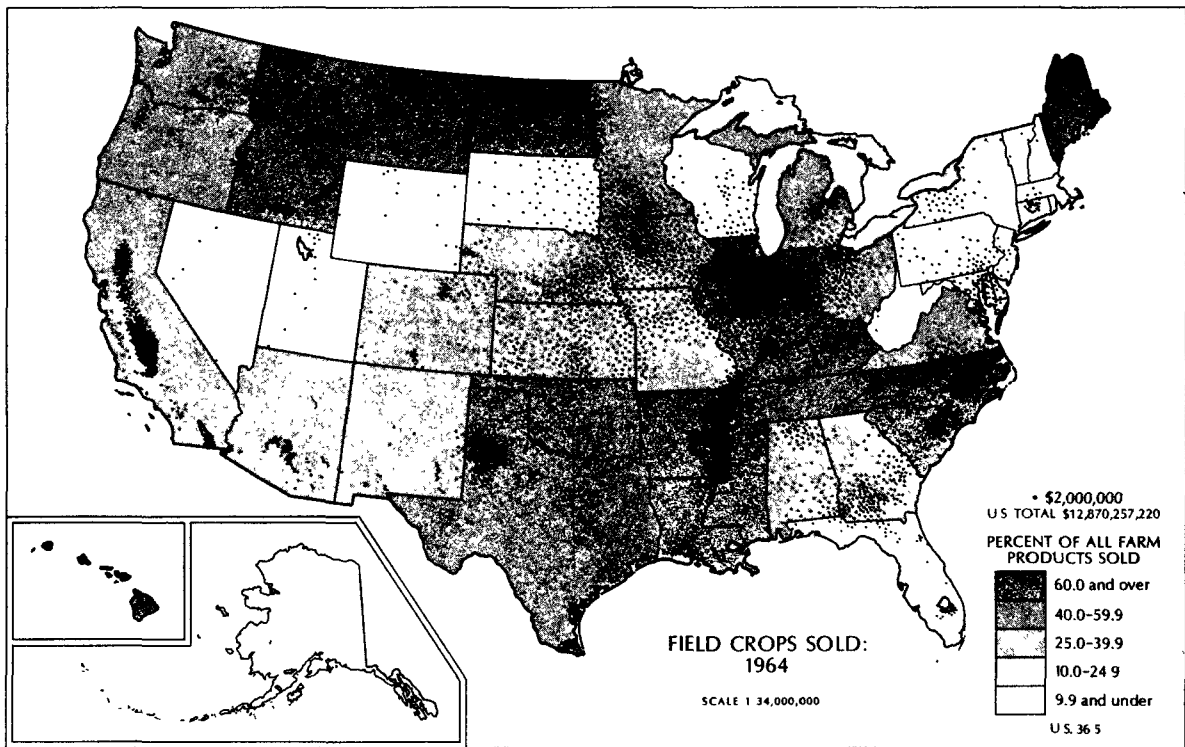 • $2,000,000
U S TOTAL $12,870,257,220
PERCENT OF ALL FARM
PRODUCTS SOLD
60.0 and over
40.0–59.9
25.0–39.9
10.0–24 9
9.9 and under
U S. 36 5
FIELD CROPS SOLD:
1964
SCALE 1 34,000,000